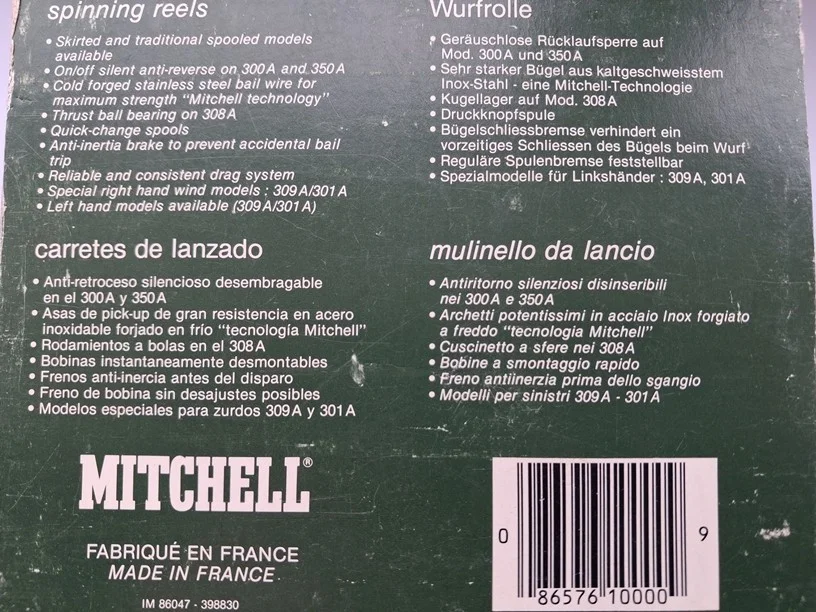 spinning reels
• Skirted and traditional spooled models
available
• On/off silent anti-reverse on 300A and 350A
• Cold forged stainless steel bail wire for
maximum strength "Mitchell technology"
• Thrust ball bearing on 308A
• Quick-change spools
• Anti-inertia brake to prevent accidental bail
trip
• Reliable and consistent drag system
• Special right hand wind models : 309A/301A
• Left hand models available (309A/301A)
Wurfrolle
• Geräuschlose Rücklaufsperre auf
Mod. 300A und 350A
• Sehr starker Bügel aus kaltgeschweisstem
Inox-Stahl - eine Mitchell-Technologie
• Kugellager auf Mod. 308A
• Druckknopfspule
• Bügelschliessbremse verhindert ein
vorzeitiges Schliessen des Bügels beim Wurf
• Reguläre Spulenbremse feststellbar
• Spezialmodelle für Linkshänder : 309A, 301A
carretes de lanzado
• Anti-retroceso silencioso desembragable
en el 300A y 350A
• Asas de pick-up de gran resistencia en acero
inoxidable forjado en frío "tecnología Mitchell"
• Rodamientos a bolas en el 308A
• Bobinas instantaneamente desmontables
• Frenos anti-inercia antes del disparo
• Freno de bobina sin desajustes posibles
• Modelos especiales para zurdos 309A y 301A
mulinello da lancio
• Antiritorno silenziosi disinseribili
nei 300A e 350A
• Archetti potentissimi in acciaio Inox forgiato
a freddo "tecnologia Mitchell"
• Cuscinetto a sfere nei 308A
• Bobine a smontaggio rapido
• Freno antiinerzia prima dello sgangio
• Modelli per sinistri 309A - 301A
MITCHELL®
FABRIQUÉ EN FRANCE
MADE IN FRANCE
IM 86047 - 398830
0 86576 10000 9